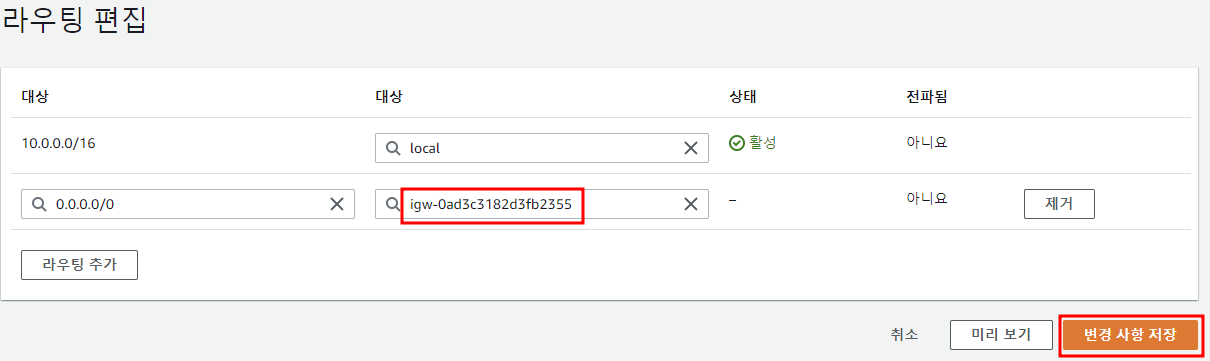 라우팅 편집
대상 대상 상태 전파됨
10.0.0.0/16 local 활성 아니요
0.0.0.0/0 igw-0ad3c3182d3fb2355 – 아니요 제거
라우팅 추가
취소 미리 보기 변경 사항 저장